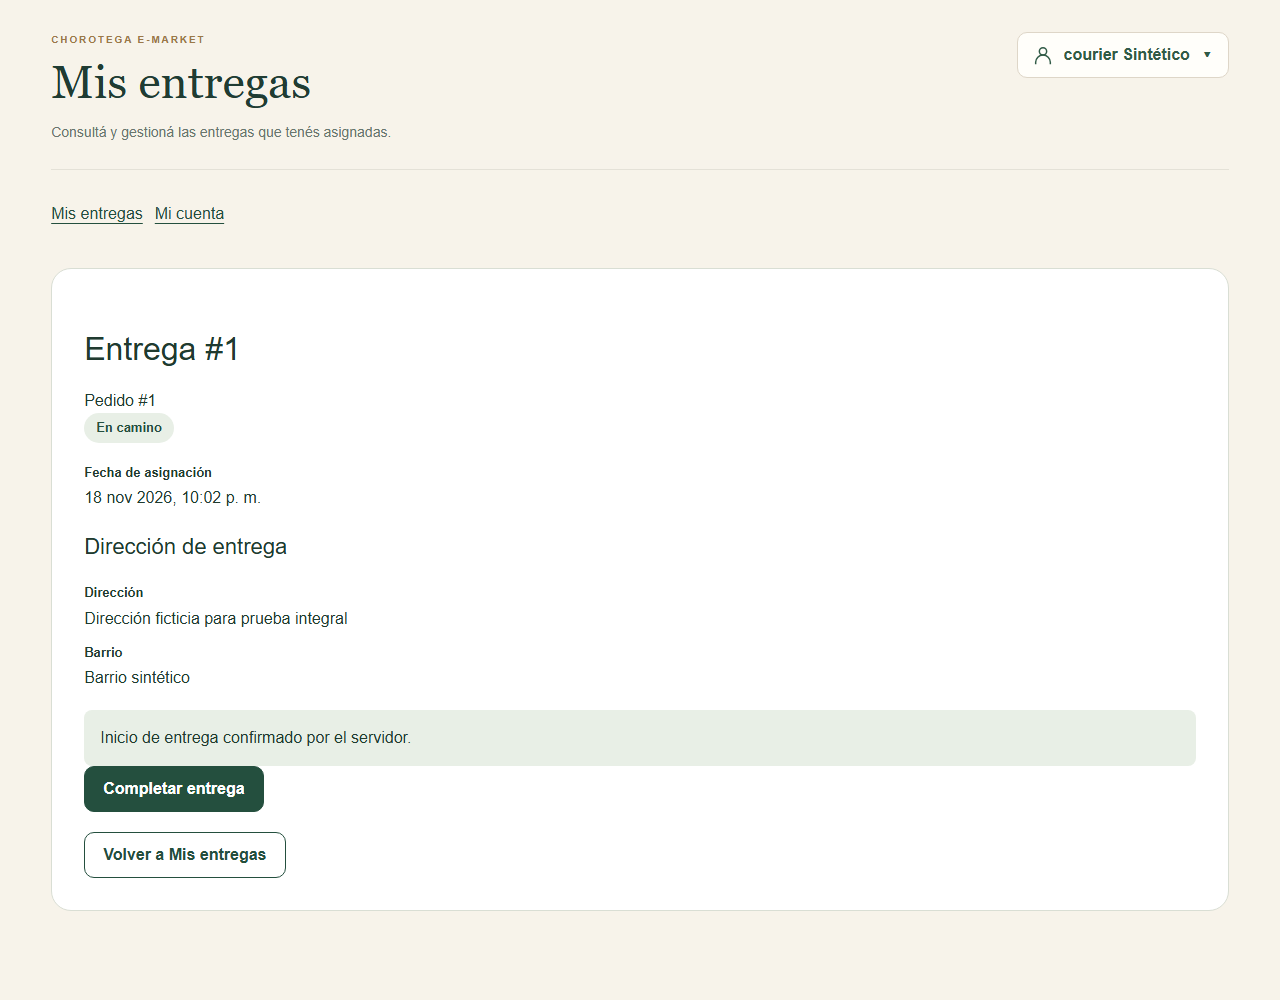 CHOROTEGA E-MARKET
Mis entregas
Consultá y gestioná las entregas que tenés asignadas.
courier Sintético
Mis entregas Mi cuenta
Entrega #1
Pedido #1
En camino
Fecha de asignación
18 nov 2026, 10:02 p. m.
Dirección de entrega
Dirección
Dirección ficticia para prueba integral
Barrio
Barrio sintético
Inicio de entrega confirmado por el servidor.
Completar entrega
Volver a Mis entregas